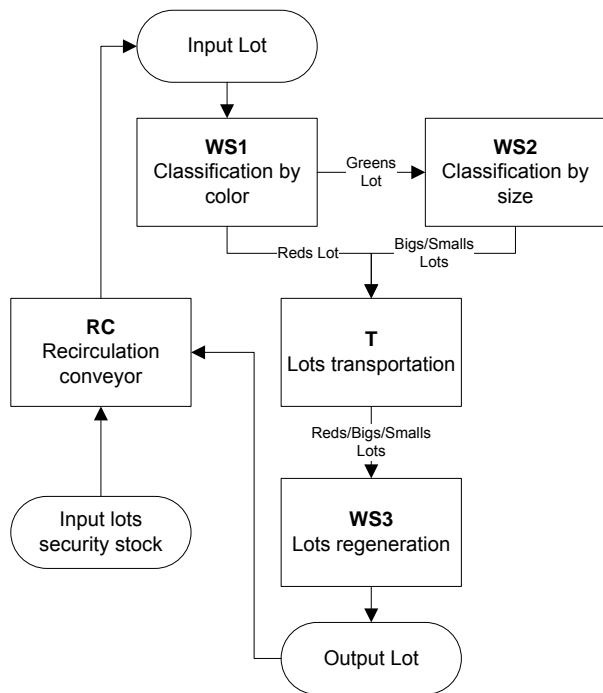 Input Lot
WS1
Classification by
color
Greens
Lot
WS2
Classification by
size
Reds Lot
Bigs/Smalls
Lots
RC
Recirculation
conveyor
T
Lots transportation
Reds/Bigs/Smalls
Lots
Input lots
security stock
WS3
Lots regeneration
Output Lot